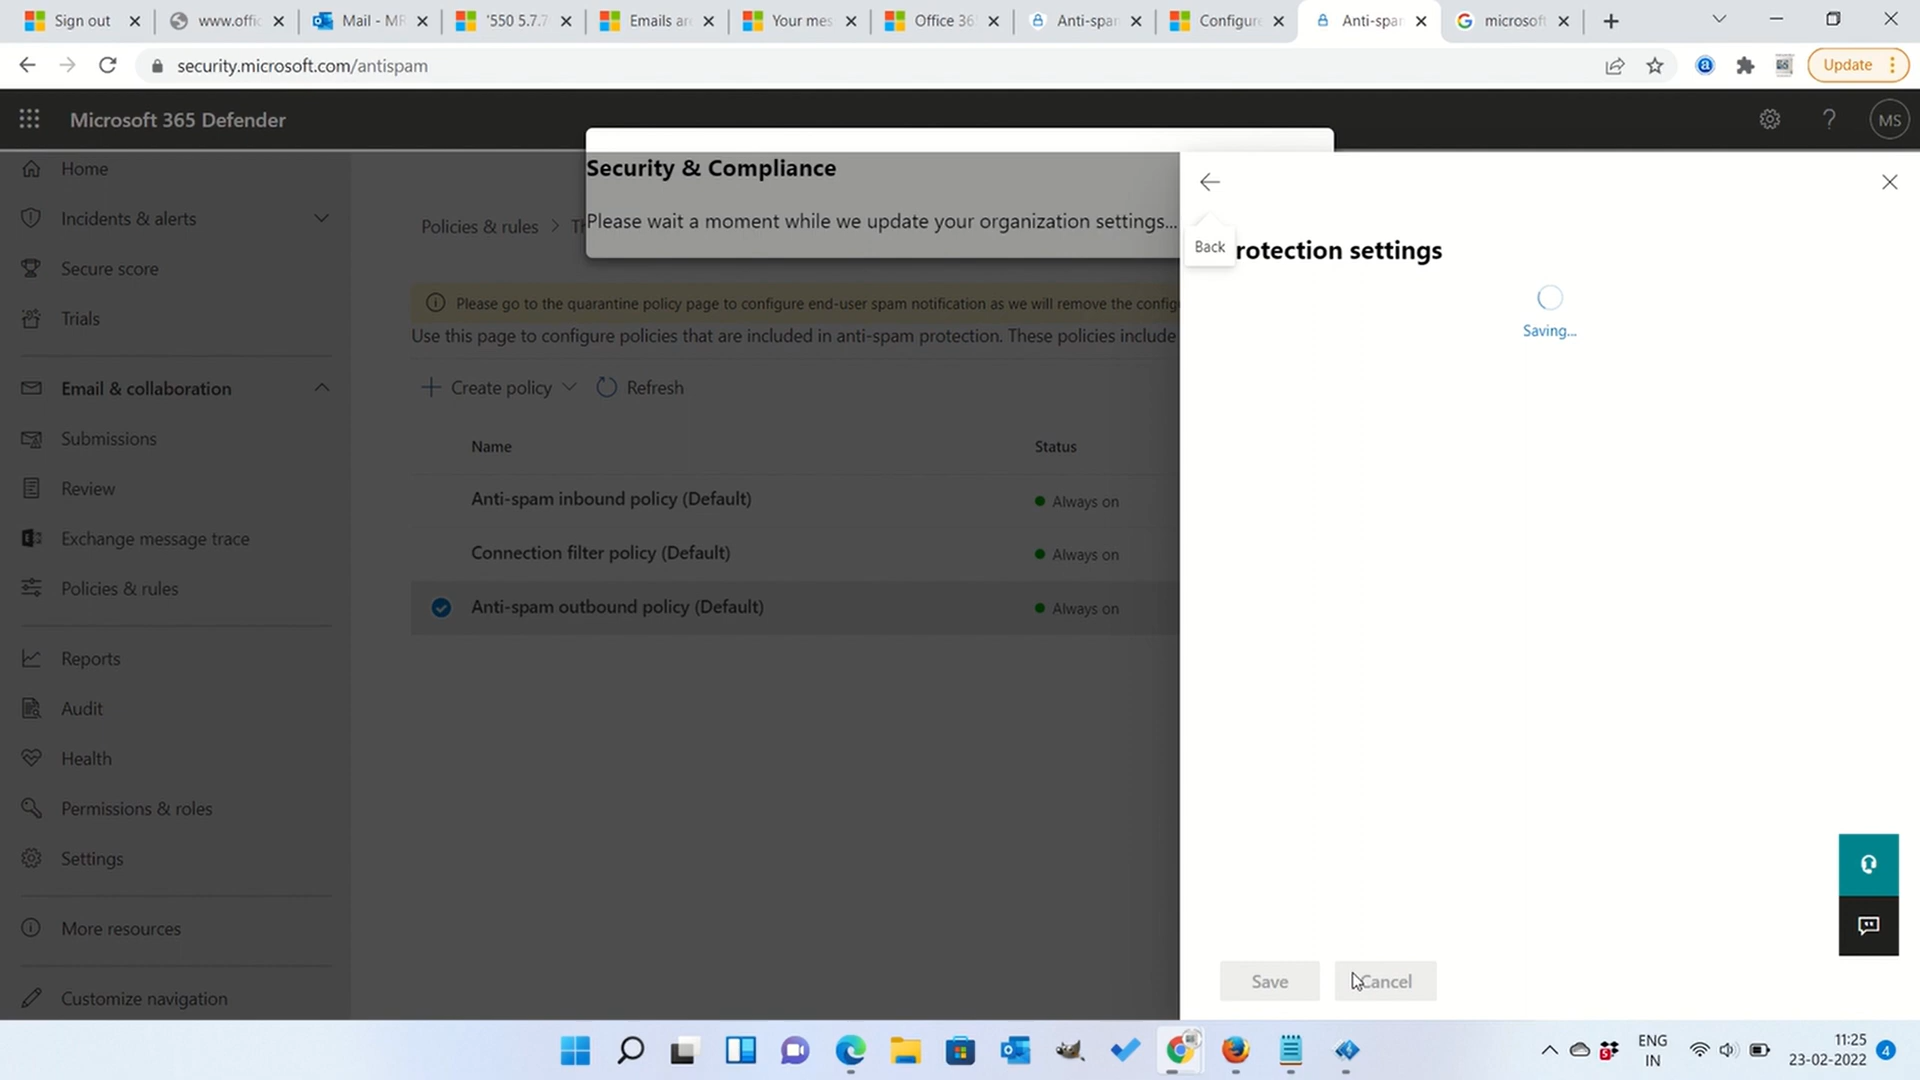 Sign out
www.offic
Mail - MR
'550 5.7.7
Emails are
Your mes
Office 36
Anti-spam
Configure
Anti-spam
microsoft
security.microsoft.com/antispam
Update
Microsoft 365 Defender
MS
Home
Incidents & alerts
Secure score
Trials
Email & collaboration
Submissions
Review
Exchange message trace
Policies & rules
Reports
Audit
Health
Permissions & roles
Settings
More resources
Customize navigation
Security & Compliance
Please wait a moment while we update your organization settings...
Policies & rules > Th
Please go to the quarantine policy page to configure end-user spam notification as we will remove the config
Use this page to configure policies that are included in anti-spam protection. These policies include
Create policy
Refresh
Name
Status
Anti-spam inbound policy (Default)
Always on
Connection filter policy (Default)
Always on
Anti-spam outbound policy (Default)
Always on
Back
rotection settings
Saving...
Save
Cancel
ENG
IN
11:25
23-02-2022
4